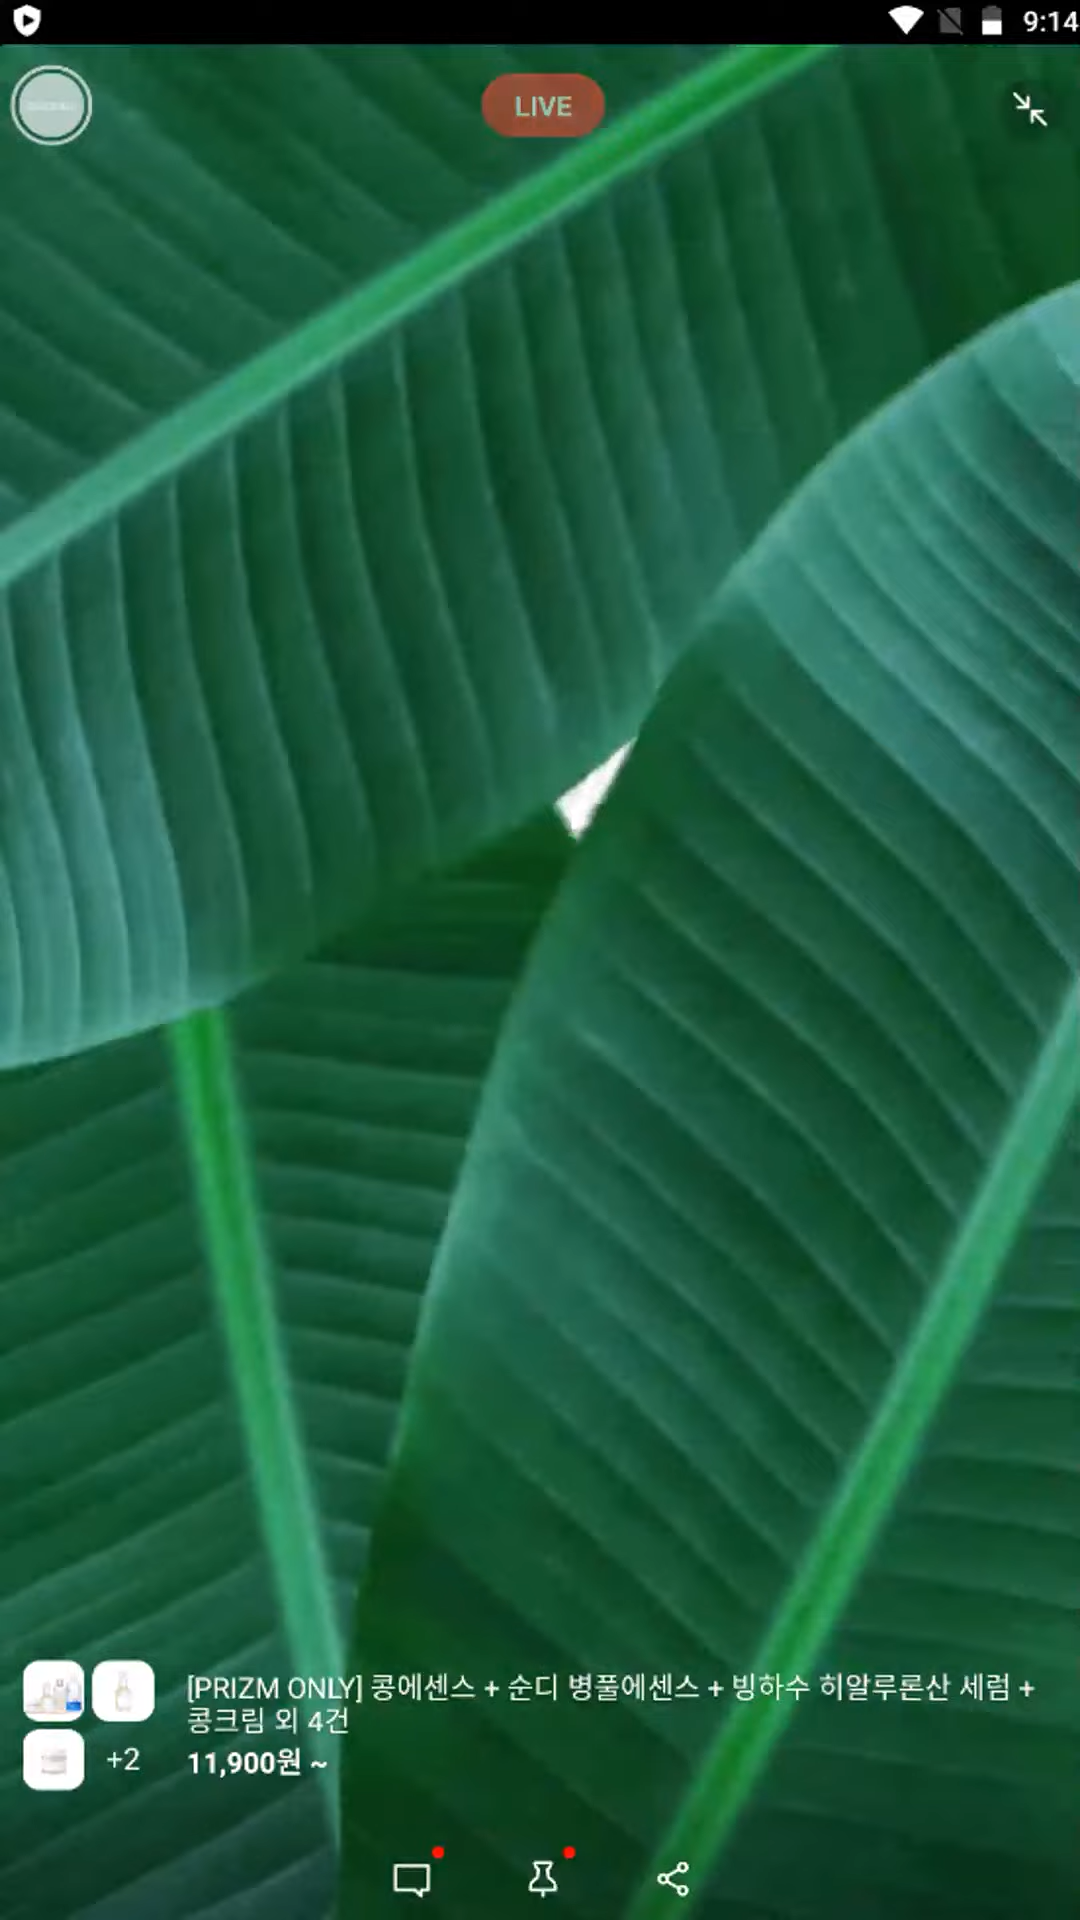 9:14
LIVE
[PRIZM ONLY] 콩에센스 + 순디 병풀에센스 + 빙하수 히알루론산 세럼 +
콩크림 외 4건
+2
11,900원 ~